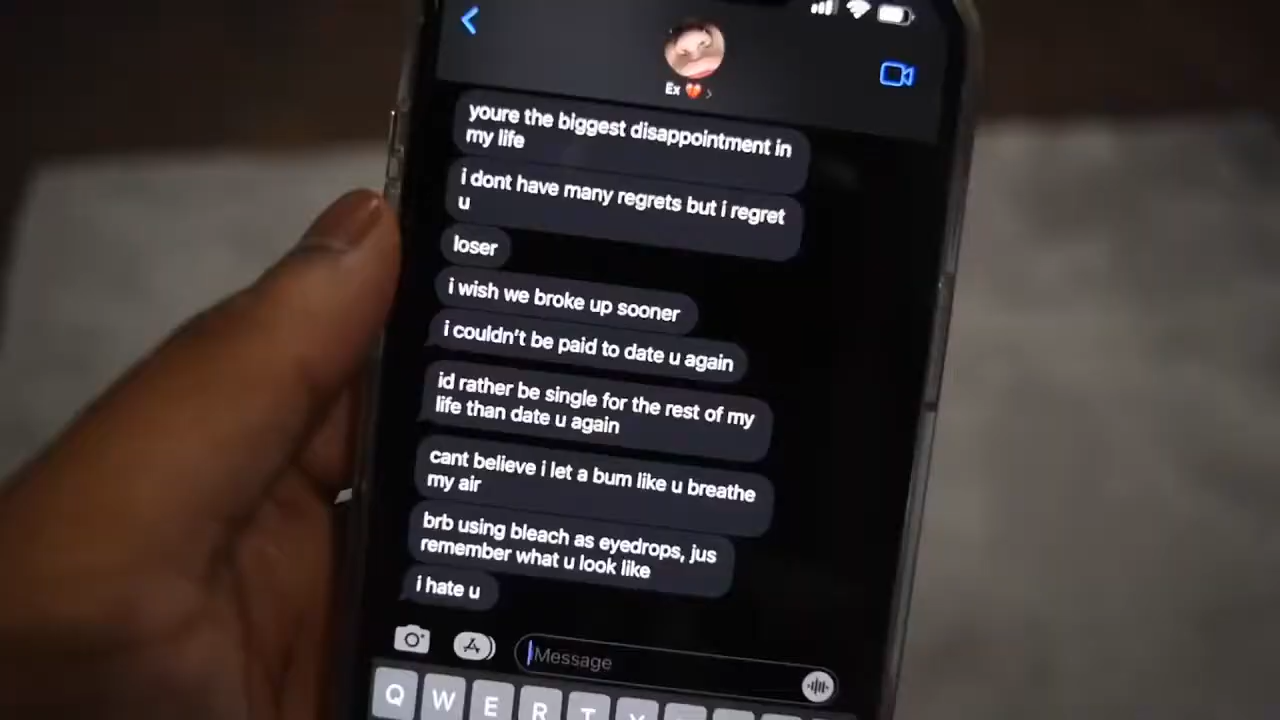 Ex 💔 >
youre the biggest disappointment in
my life
i dont have many regrets but i regret
u
loser
i wish we broke up sooner
i couldn't be paid to date u again
id rather be single for the rest of my
life than date u again
cant believe i let a bum like u breathe
my air
brb using bleach as eyedrops, jus
remember what u look like
i hate u
Message
Q W E R T Y